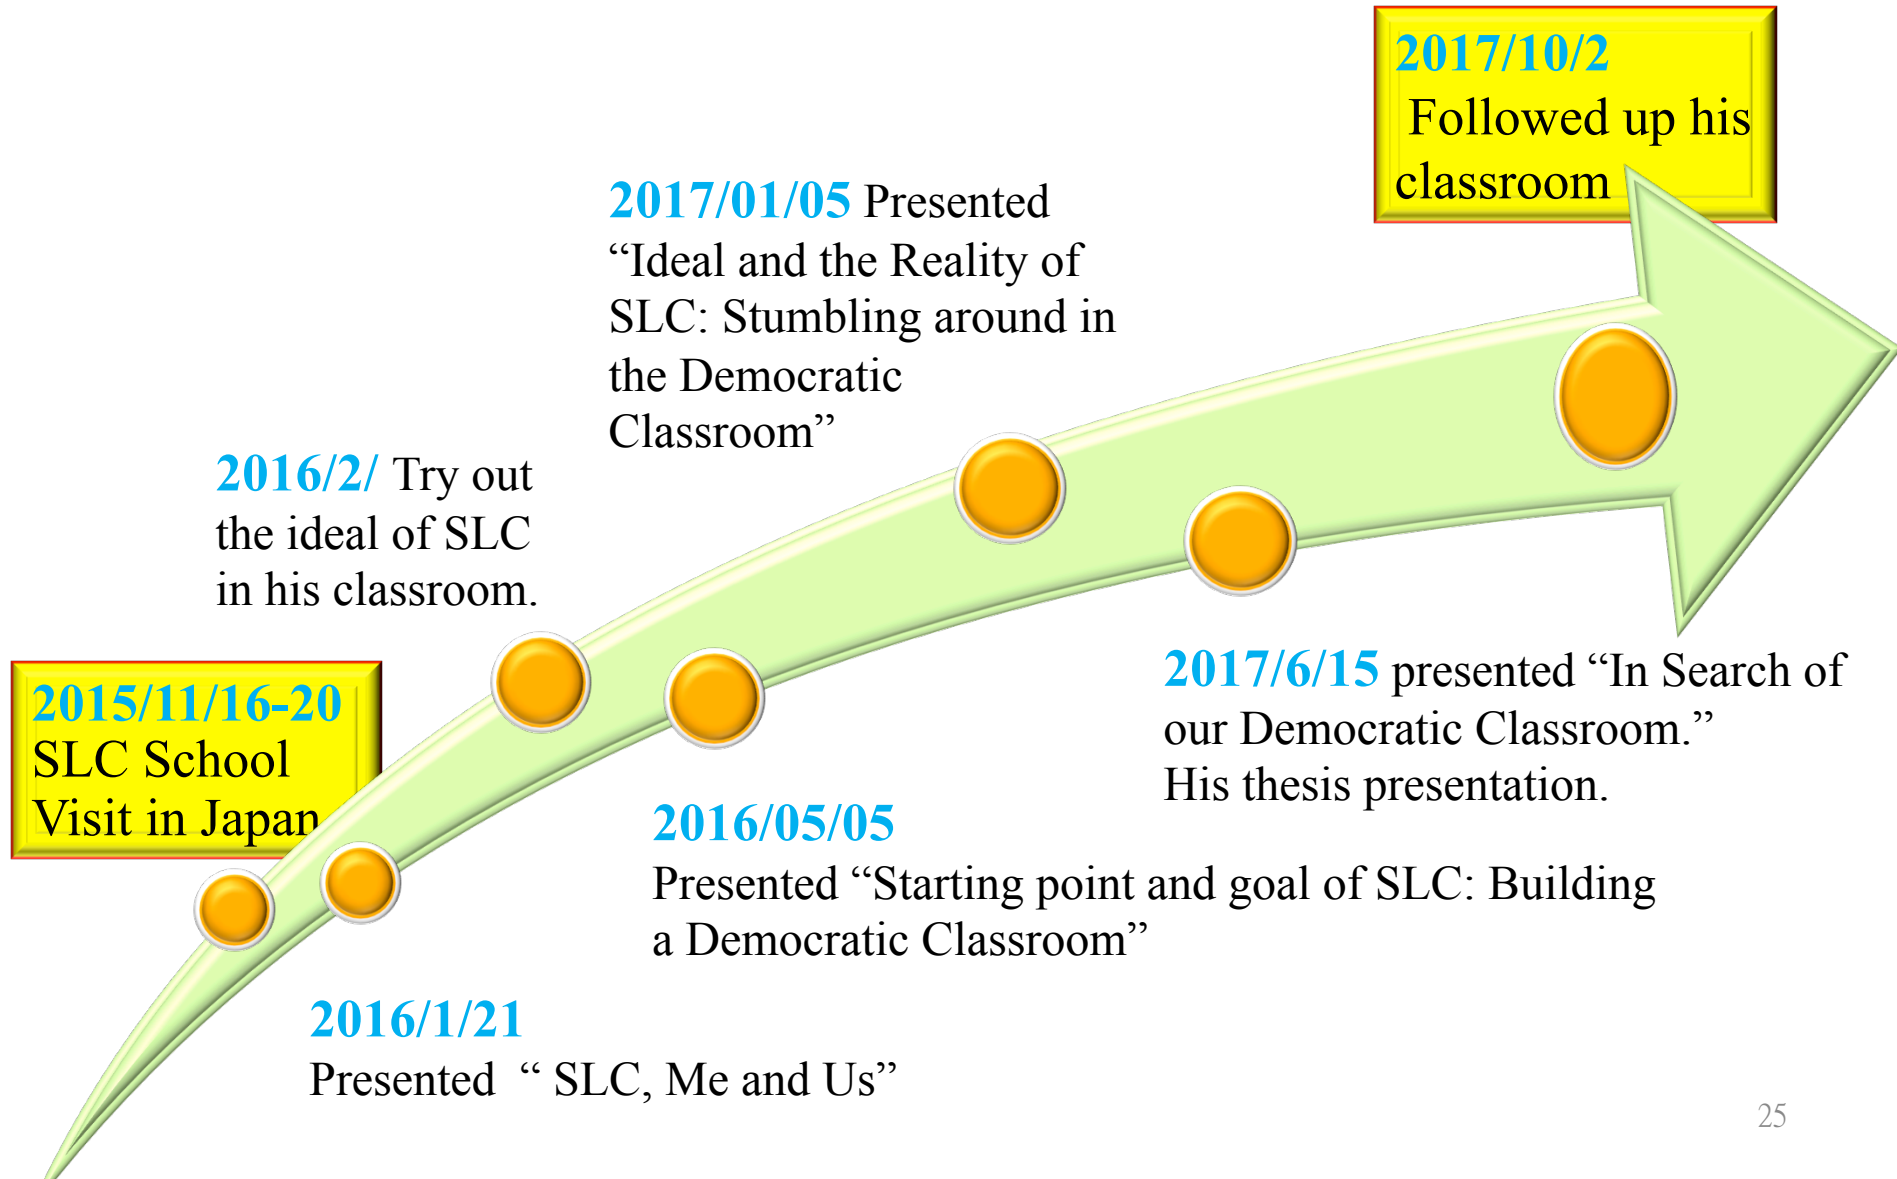 2015/11/16-20
SLC School
Visit in Japan
2016/1/21
Presented “ SLC, Me and Us”
2016/2/ Try out
the ideal of SLC
in his classroom.
2016/05/05
Presented “Starting point and goal of SLC: Building
a Democratic Classroom”
2017/01/05 Presented
“Ideal and the Reality of
SLC: Stumbling around in
the Democratic
Classroom”
2017/6/15 presented “In Search of
our Democratic Classroom.”
His thesis presentation.
2017/10/2
Followed up his
classroom
25